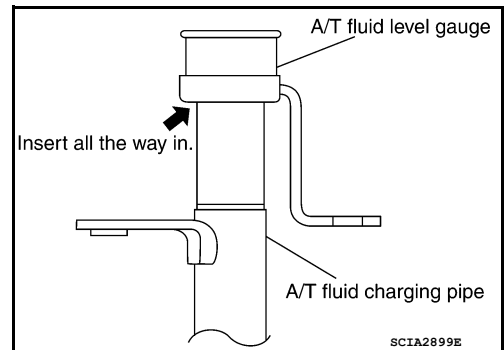 A/T fluid level gauge
Insert all the way in.
A/T fluid charging pipe
SCIA2899E